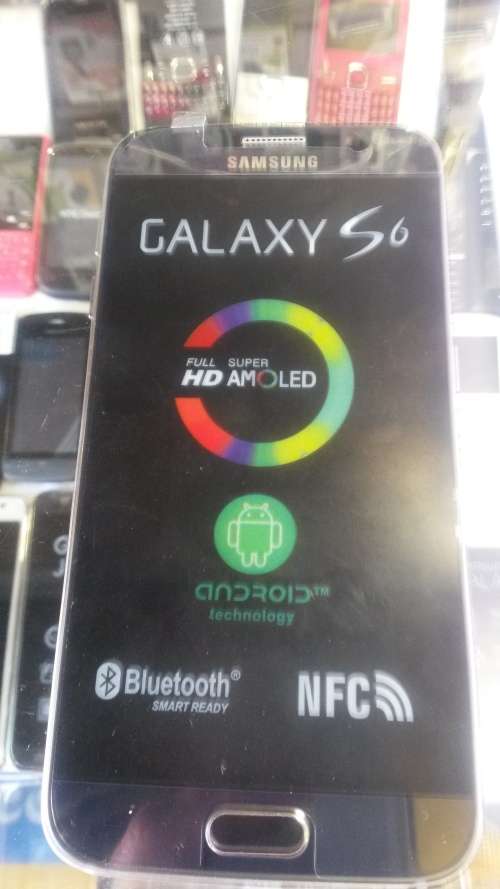 SAMSUNG
GALAXY S6
FULL SUPER
HD AMOLED
ANDROID™
technology
Bluetooth®
SMART READY
NFC